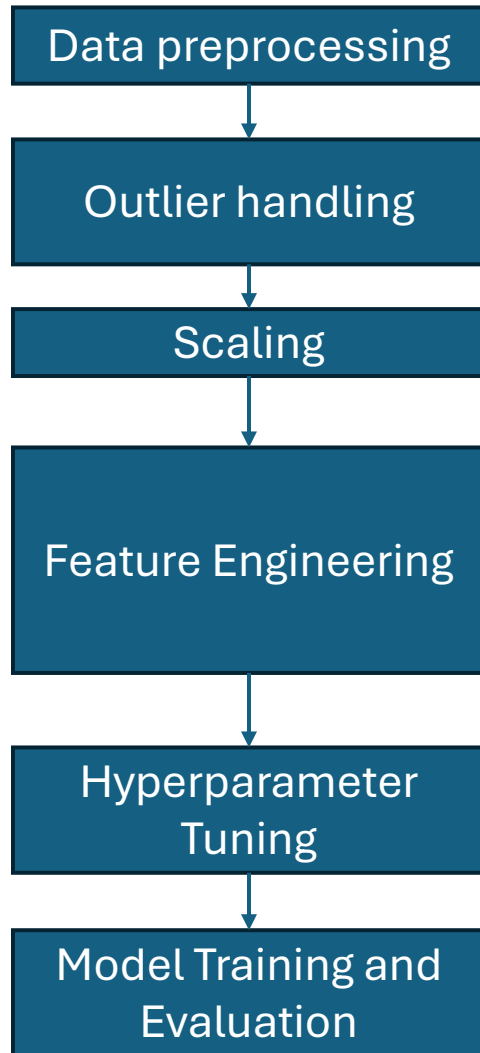 Data preprocessing
Outlier handling
Scaling
Feature Engineering
Hyperparameter
Tuning
Model Training and
Evaluation